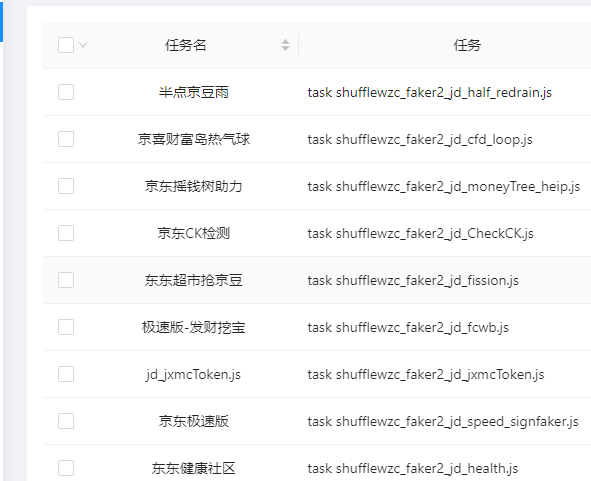 任务名 任务
半点京豆雨 task shufflewzc_faker2_jd_half_redrain.js
京喜财富岛热气球 task shufflewzc_faker2_jd_cfd_loop.js
京东摇钱树助力 task shufflewzc_faker2_jd_moneyTree_heip.js
京东CK检测 task shufflewzc_faker2_jd_CheckCK.js
东东超市抢京豆 task shufflewzc_faker2_jd_fission.js
极速版-发财挖宝 task shufflewzc_faker2_jd_fcwb.js
jd_jxmcToken.js task shufflewzc_faker2_jd_jxmcToken.js
京东极速版 task shufflewzc_faker2_jd_speed_signfaker.js
东东健康社区 task shufflewzc_faker2_jd_health.js